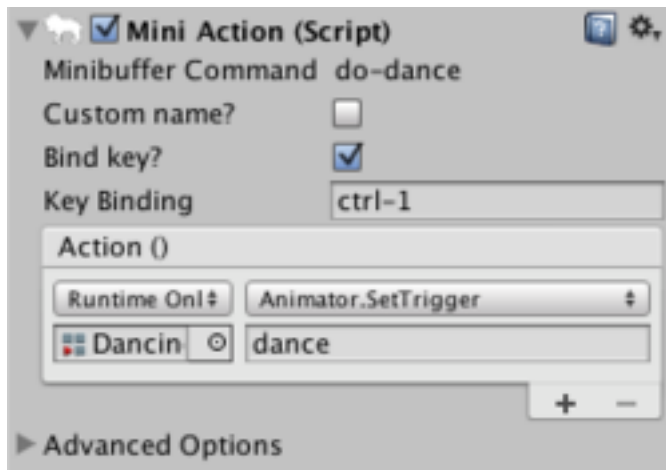 Mini Action (Script)
Minibuffer Command do-dance
Custom name?
Bind key?
Key Binding ctrl-1
Action ()
Runtime Onl Animator.SetTrigger
Dancin dance
+ −
Advanced Options